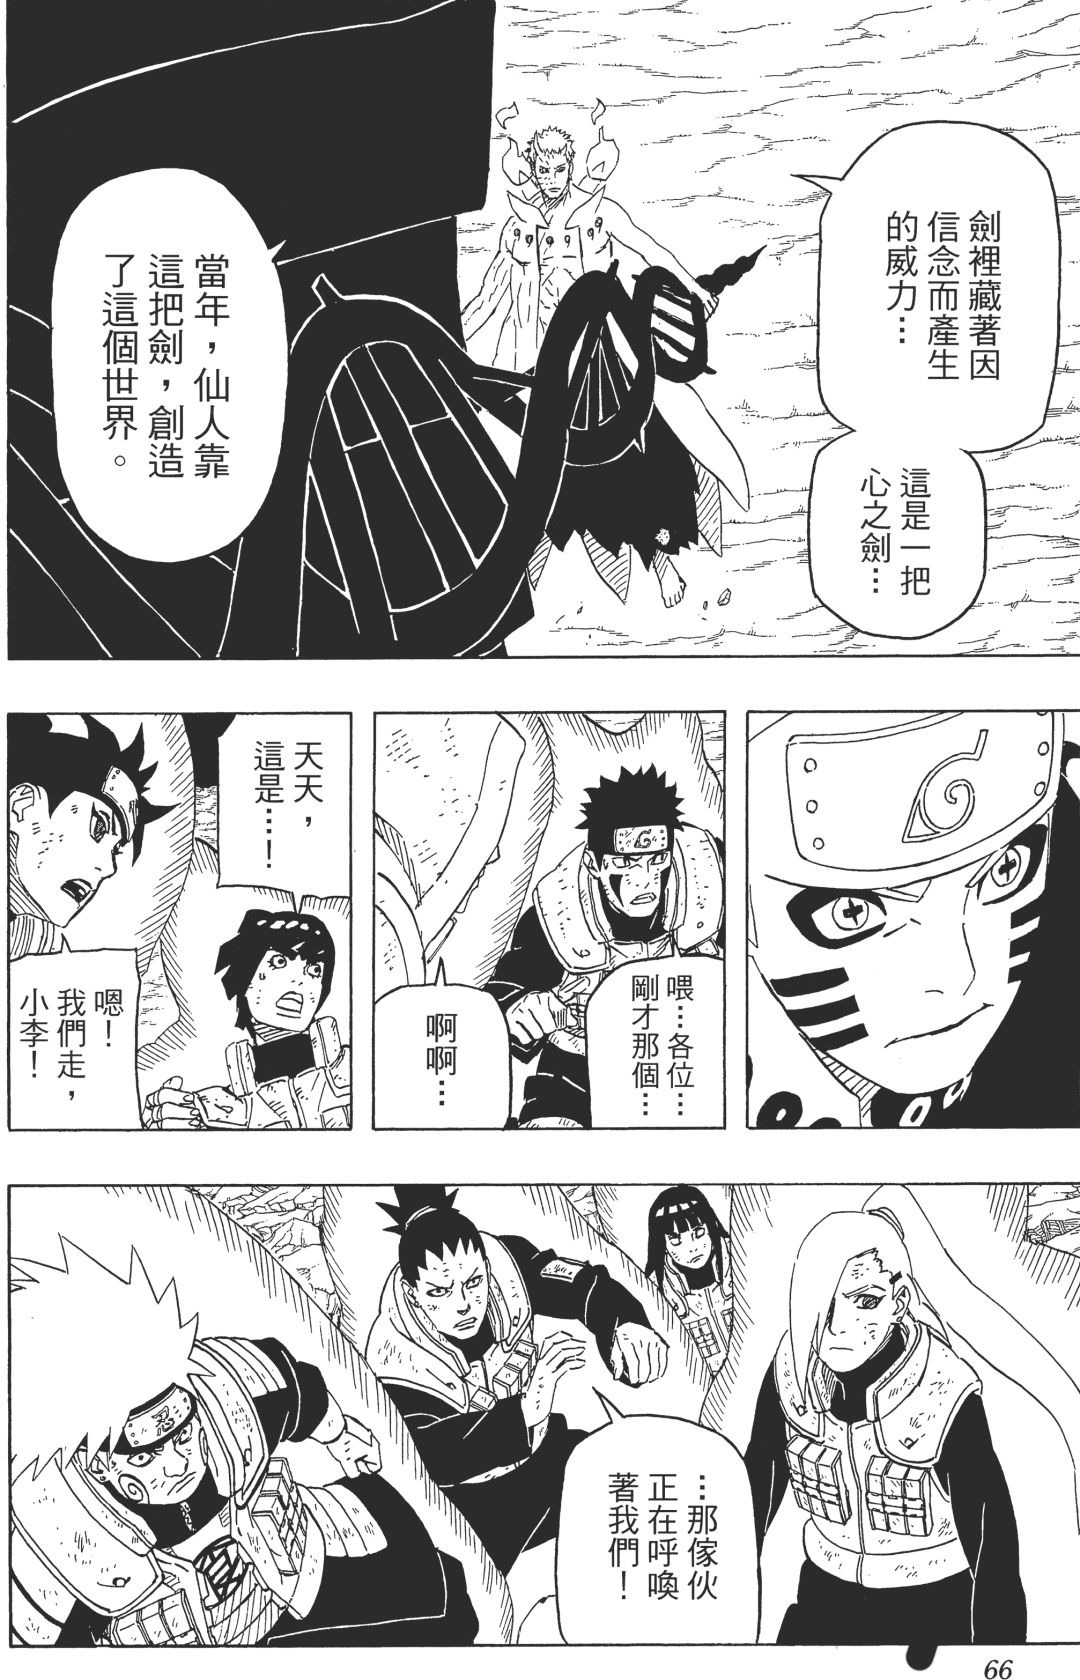 劍裡藏著因
信念而產生
的威力…
這是一把
心之劍…
當年，仙人靠
這把劍，創造
了這個世界。
喂…各位…
剛才那個…
啊啊…
天天，
這是…！
嗯！
我們走，
小李！
…那傢伙
正在呼喚
著我們！
忍
66